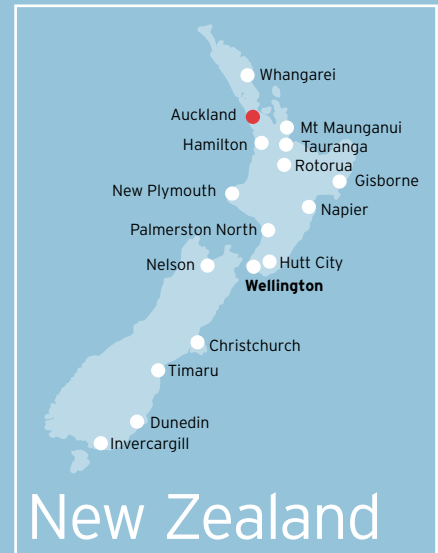 Whangarei
Auckland
Mt Maunganui
Hamilton
Tauranga
Rotorua
Gisborne
New Plymouth
Napier
Palmerston North
Nelson
Hutt City
Wellington
Christchurch
Timaru
Dunedin
Invercargill
New Zealand